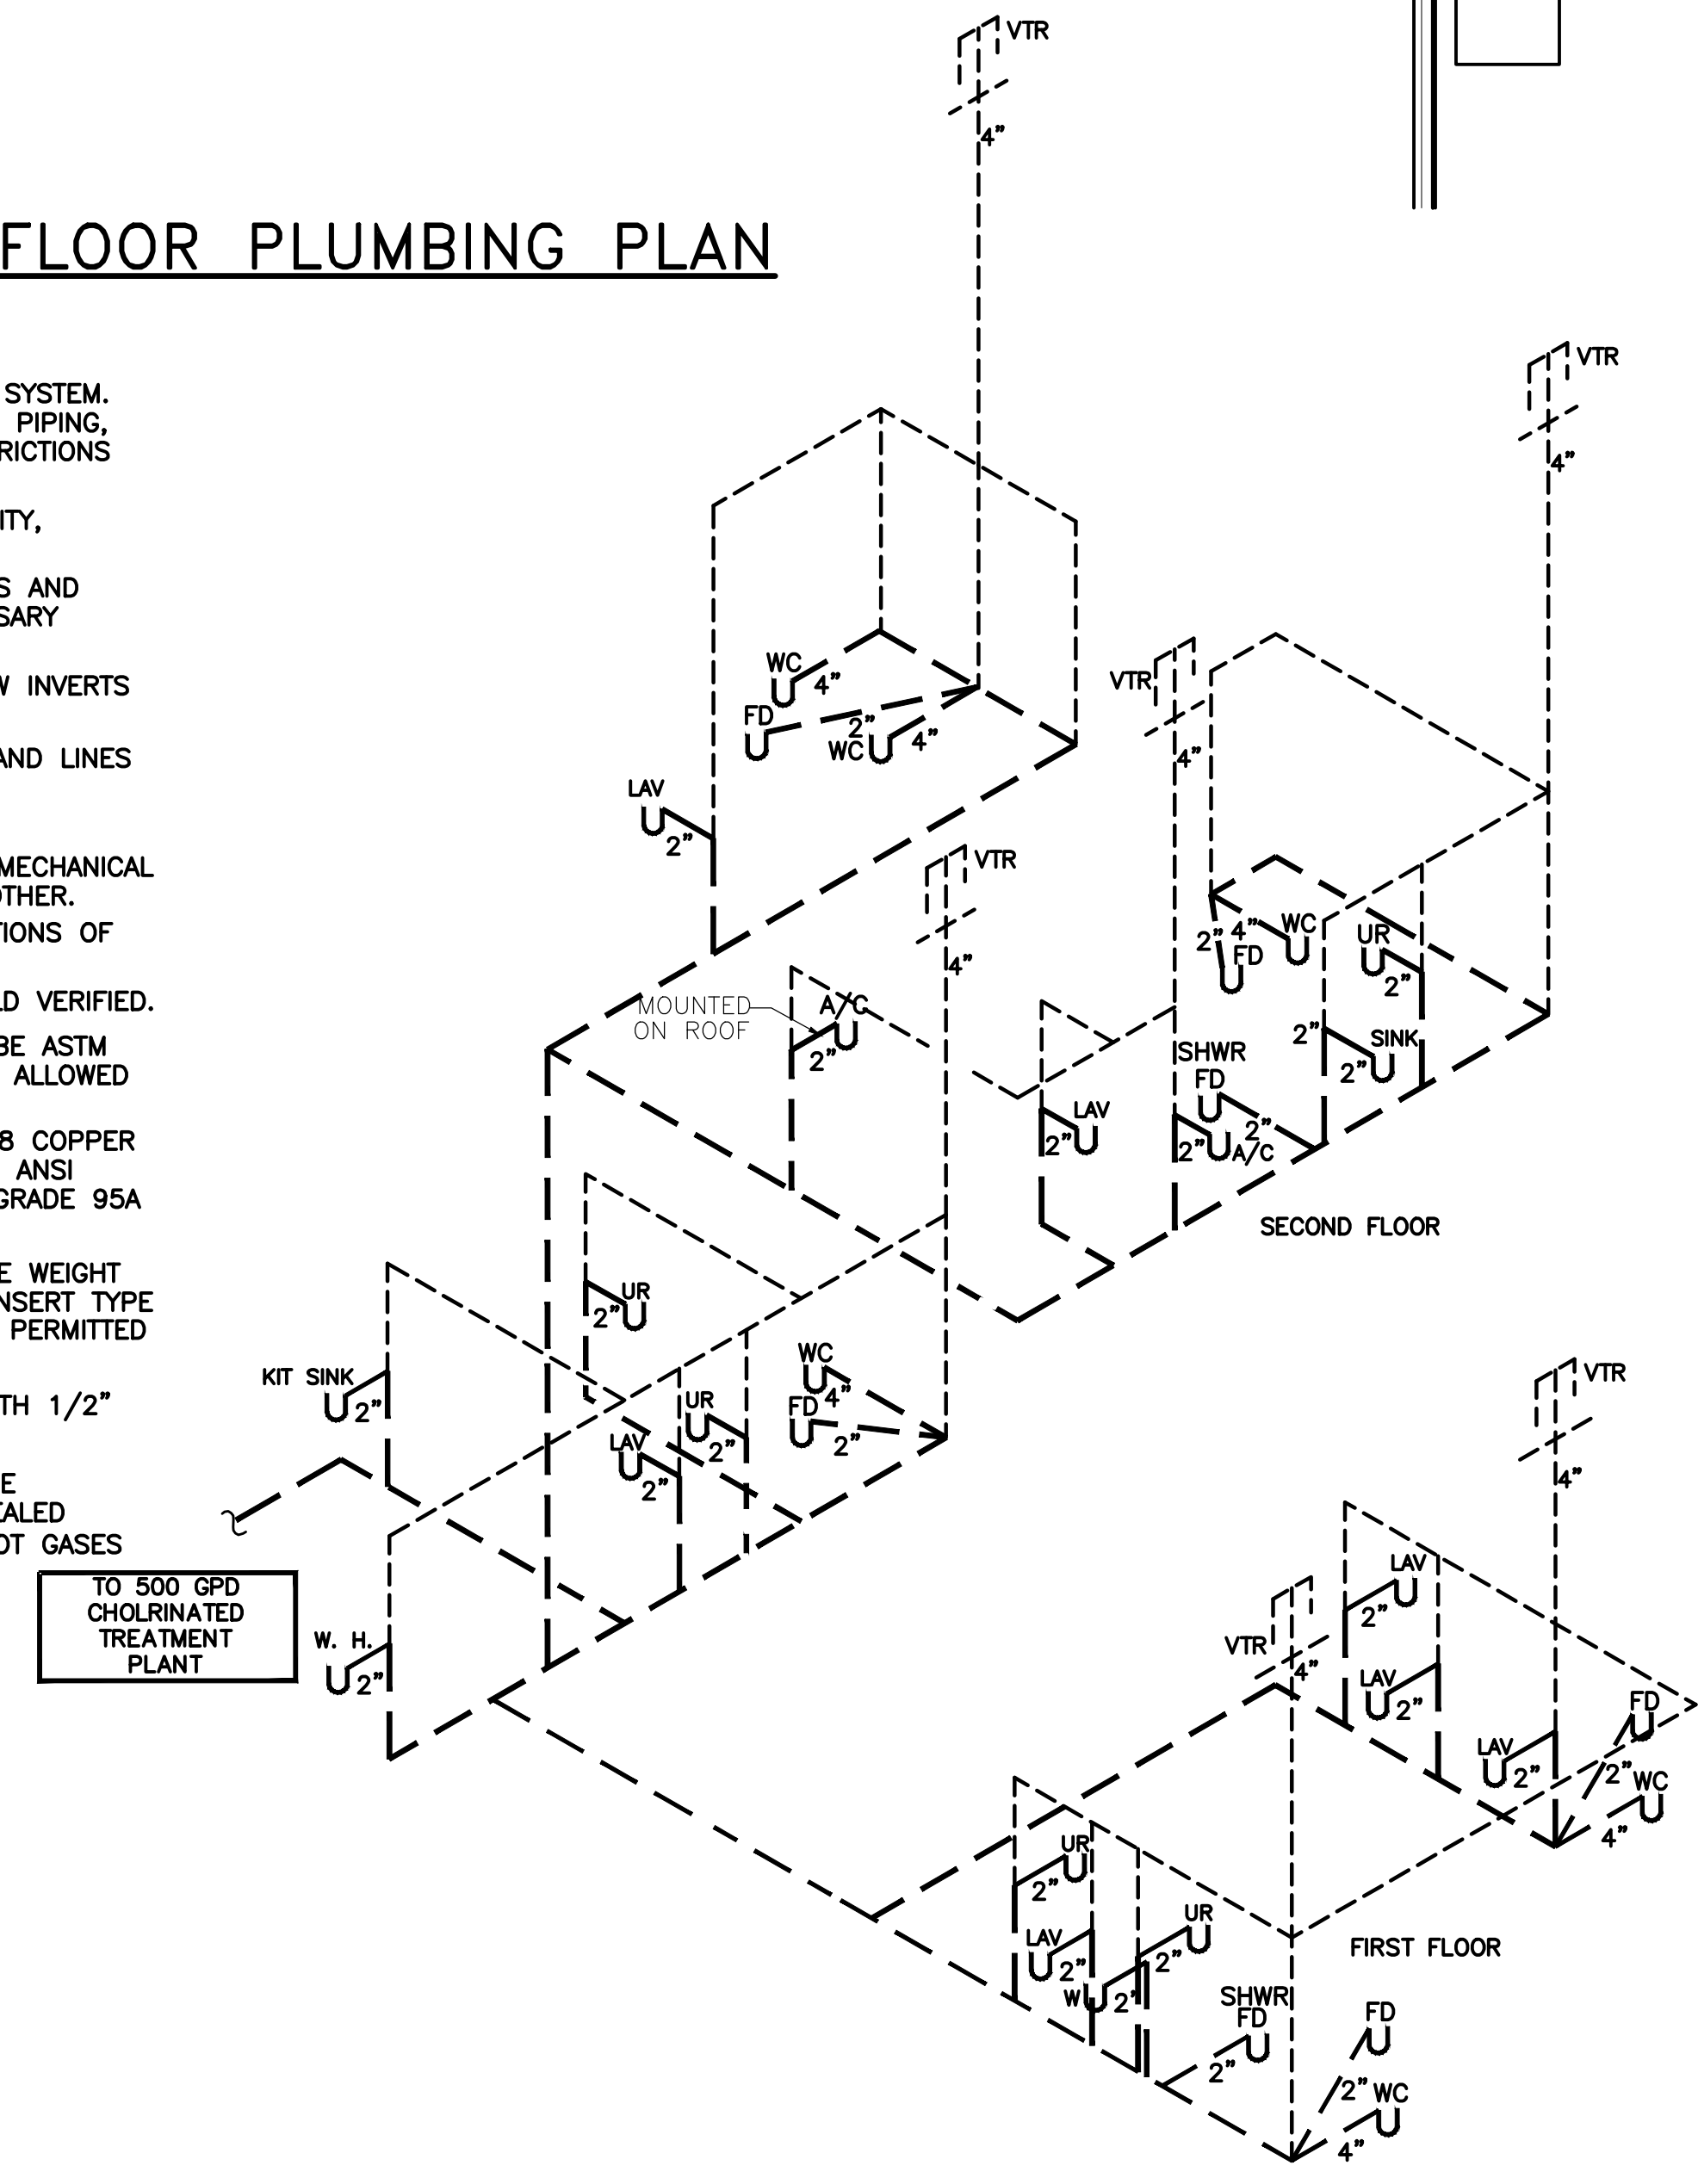 FLOOR PLUMBING PLAN
SYSTEM.
PIPING,
RICTIONS
ITY,
S AND
SARY
W INVERTS
AND LINES
MECHANICAL
OTHER.
TIONS OF
LD VERIFIED.
BE ASTM
ALLOWED
8 COPPER
ANSI
GRADE 95A
E WEIGHT
NSERT TYPE
PERMITTED
TH 1/2"
E
EALED
OT GASES
TO 500 GPD
CHOLRINATED
TREATMENT
PLANT
VTR
4"
VTR
4"
WC
4"
FD
2"
WC
4"
LAV
2"
VTR
4"
VTR
4"
WC
4"
2"
FD
UR
2"
MOUNTED
ON ROOF
A/C
2"
2"
SINK
2"
SHWR
FD
2"
LAV
2"
2"
A/C
SECOND FLOOR
UR
2"
KIT SINK
2"
WC
4"
FD
2"
UR
2"
LAV
2"
W. H.
2"
VTR
4"
LAV
2"
VTR
4"
LAV
2"
FD
2"
LAV
2"
WC
4"
UR
2"
LAV
2"
UR
2"
W
2"
FIRST FLOOR
SHWR
FD
2"
FD
2"
WC
4"